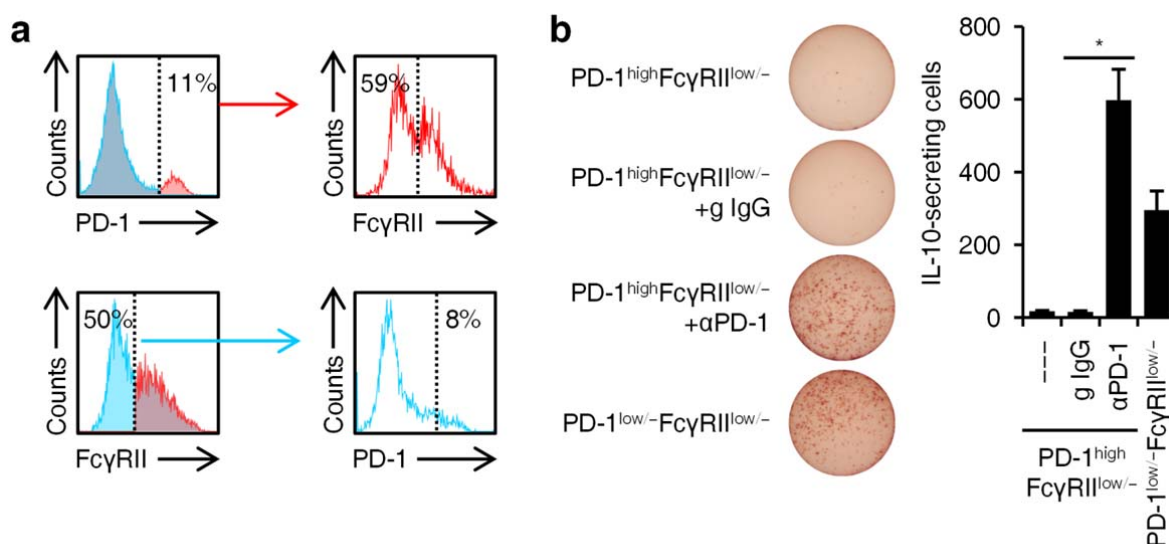 a
Counts
11%
PD-1
Counts
59%
FcγRII
Counts
50%
FcγRII
Counts
8%
PD-1
b
PD-1highFcγRIIlow/−
PD-1highFcγRIIlow/−
+g IgG
PD-1highFcγRIIlow/−
+αPD-1
PD-1low/−FcγRIIlow/−
IL-10-secreting cells
800
600
400
200
0
*
---
g IgG
αPD-1
PD-1low/−FcγRIIlow/−
PD-1high
FcγRIIlow/−